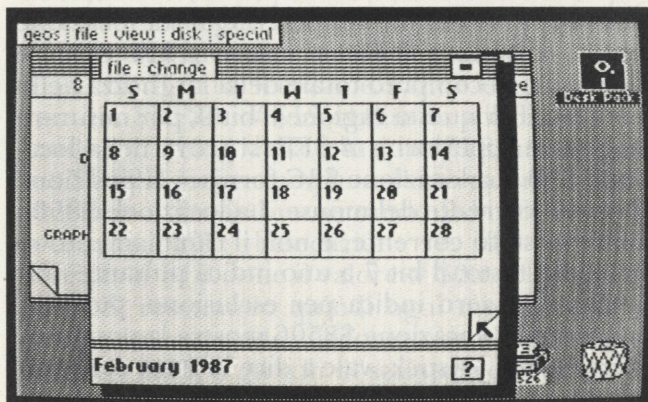 geos file view disk special
file change
8
S M T W T F S
1 2 3 4 5 6 7
Desk Pack
8 9 10 11 12 13 14
15 16 17 18 19 20 21
GRAPH 22 23 24 25 26 27 28
February 1987 ?